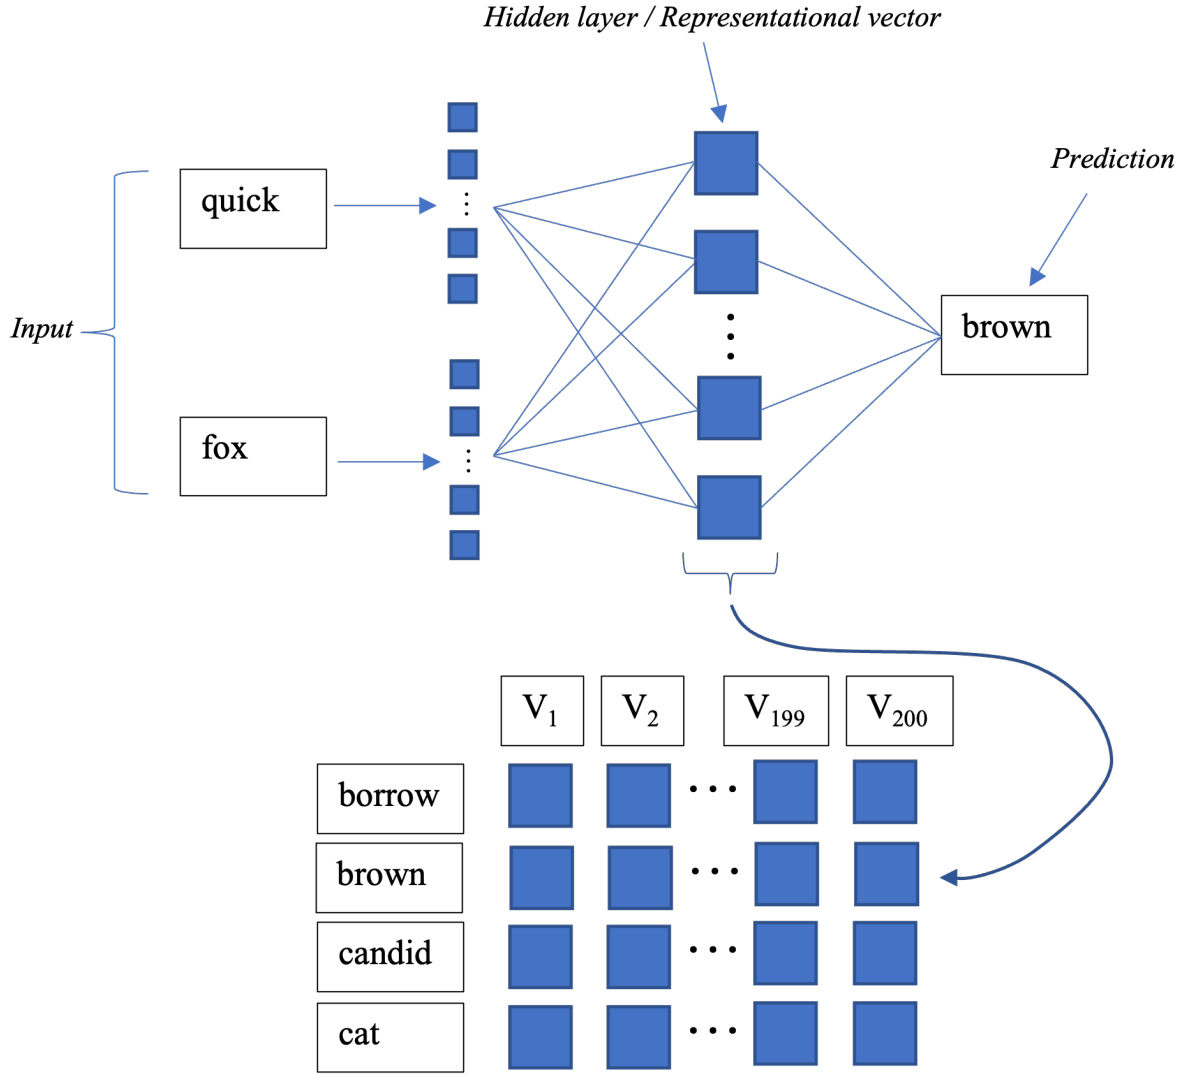 Hidden layer / Representational vector
Prediction
Input
quick
fox
brown
V1 V2 V199 V200
borrow
brown
candid
cat